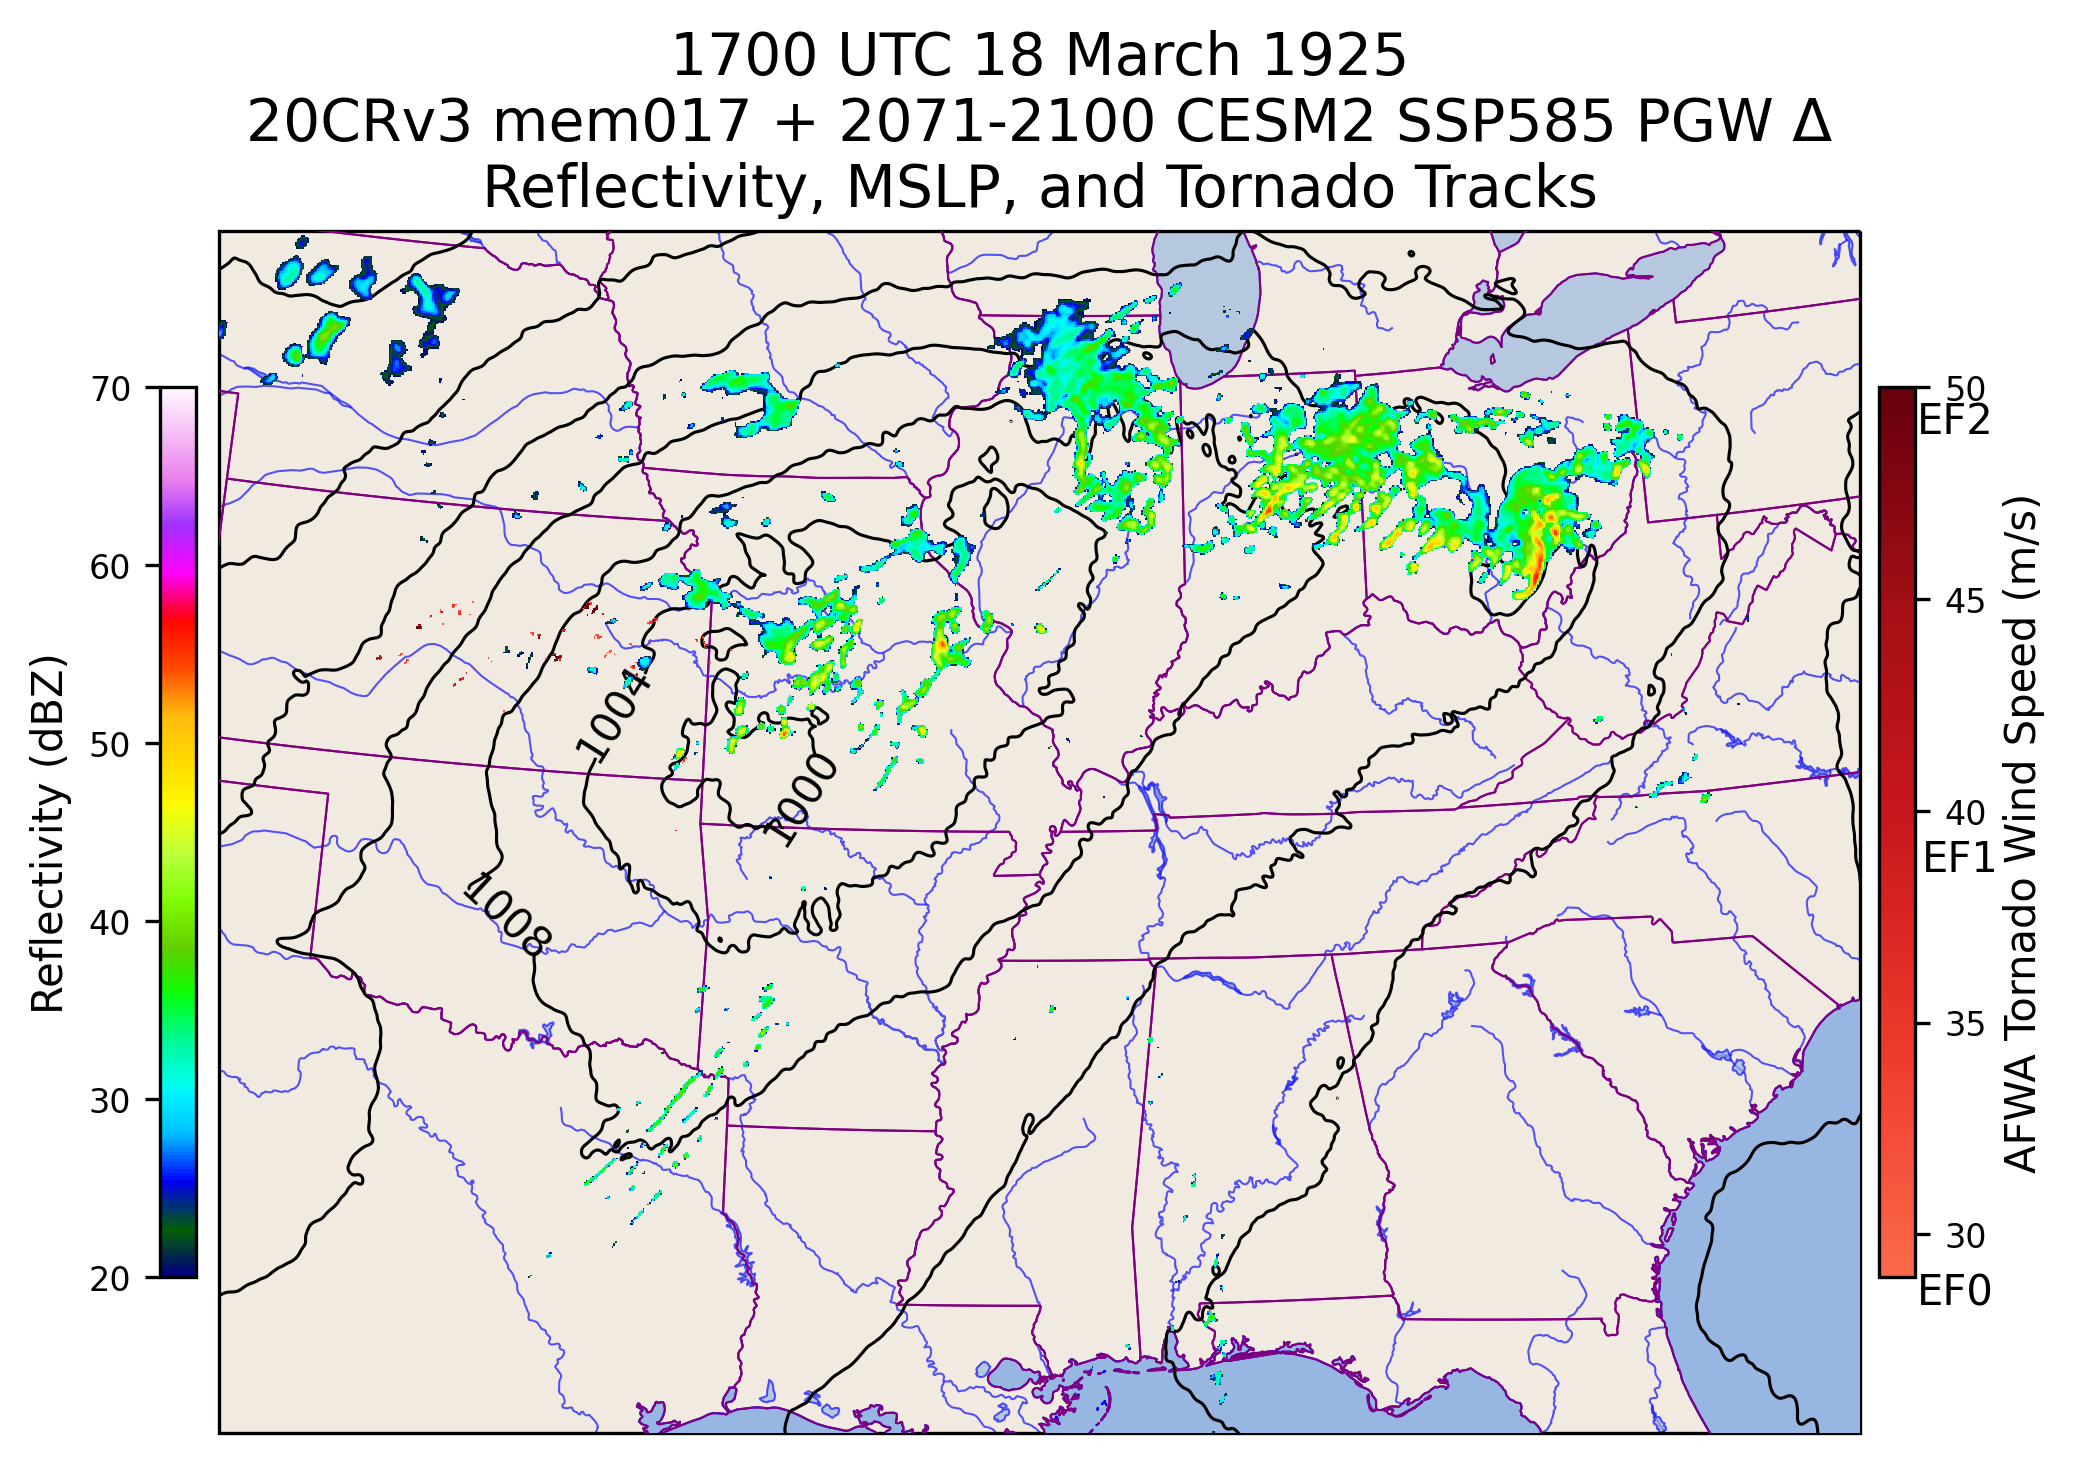 1700 UTC 18 March 1925
20CRv3 mem017 + 2071-2100 CESM2 SSP585 PGW Δ
Reflectivity, MSLP, and Tornado Tracks
70
60
50
40
30
20
Reflectivity (dBZ)
1004
1000
1008
50
EF2
45
40
EF1
35
30
EF0
AFWA Tornado Wind Speed (m/s)